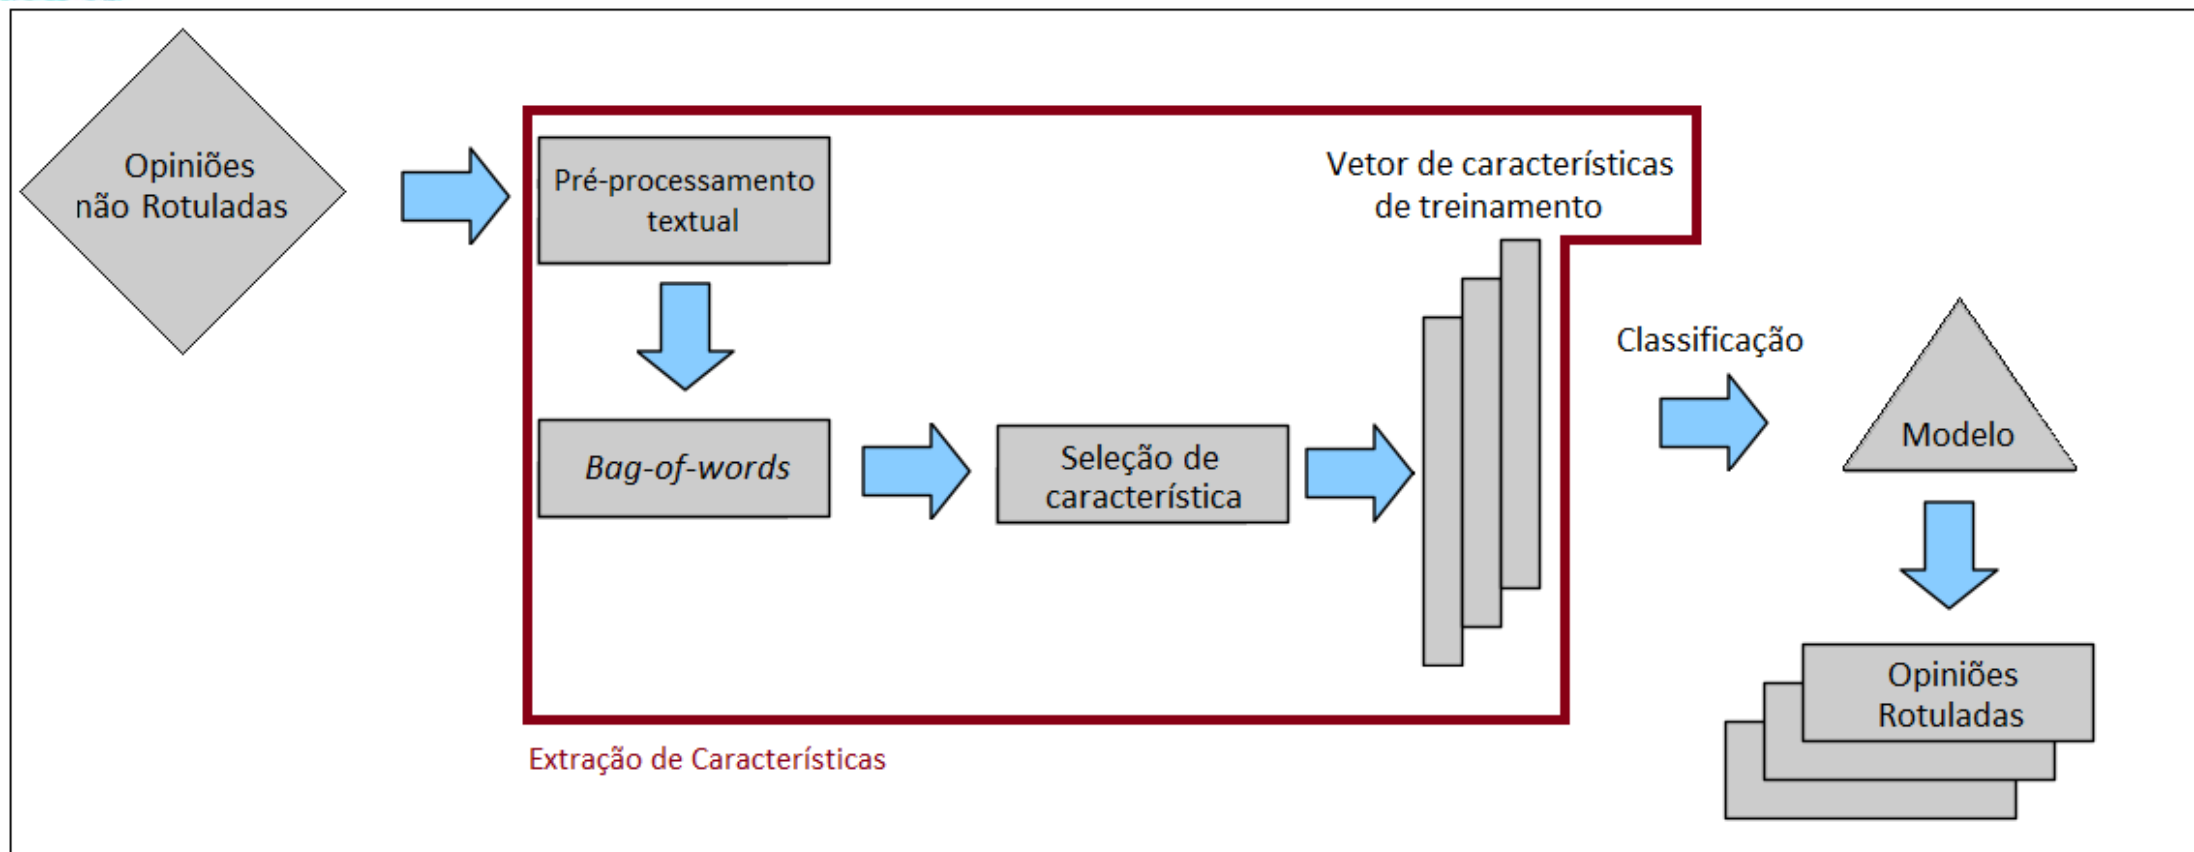 Opiniões
não Rotuladas
Pré-processamento
textual
Bag-of-words
Seleção de
característica
Vetor de características
de treinamento
Classificação
Modelo
Opiniões
Rotuladas
Extração de Características